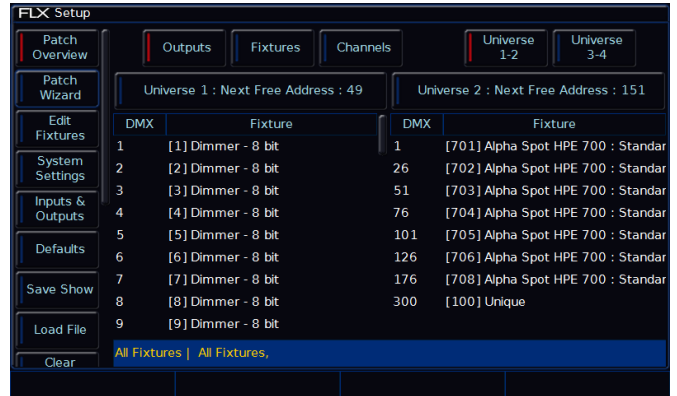 FLX Setup
Patch Overview
Outputs
Fixtures
Channels
Universe 1-2
Universe 3-4
Patch Wizard
Universe 1 : Next Free Address : 49
Universe 2 : Next Free Address : 151
Edit Fixtures
System Settings
Inputs & Outputs
Defaults
Save Show
Load File
Clear
DMX Fixture
1 [1] Dimmer - 8 bit
2 [2] Dimmer - 8 bit
3 [3] Dimmer - 8 bit
4 [4] Dimmer - 8 bit
5 [5] Dimmer - 8 bit
6 [6] Dimmer - 8 bit
7 [7] Dimmer - 8 bit
8 [8] Dimmer - 8 bit
9 [9] Dimmer - 8 bit
DMX Fixture
1 [701] Alpha Spot HPE 700 : Standar
26 [702] Alpha Spot HPE 700 : Standar
51 [703] Alpha Spot HPE 700 : Standar
76 [704] Alpha Spot HPE 700 : Standar
101 [705] Alpha Spot HPE 700 : Standar
126 [706] Alpha Spot HPE 700 : Standar
176 [708] Alpha Spot HPE 700 : Standar
300 [100] Unique
All Fixtures | All Fixtures,